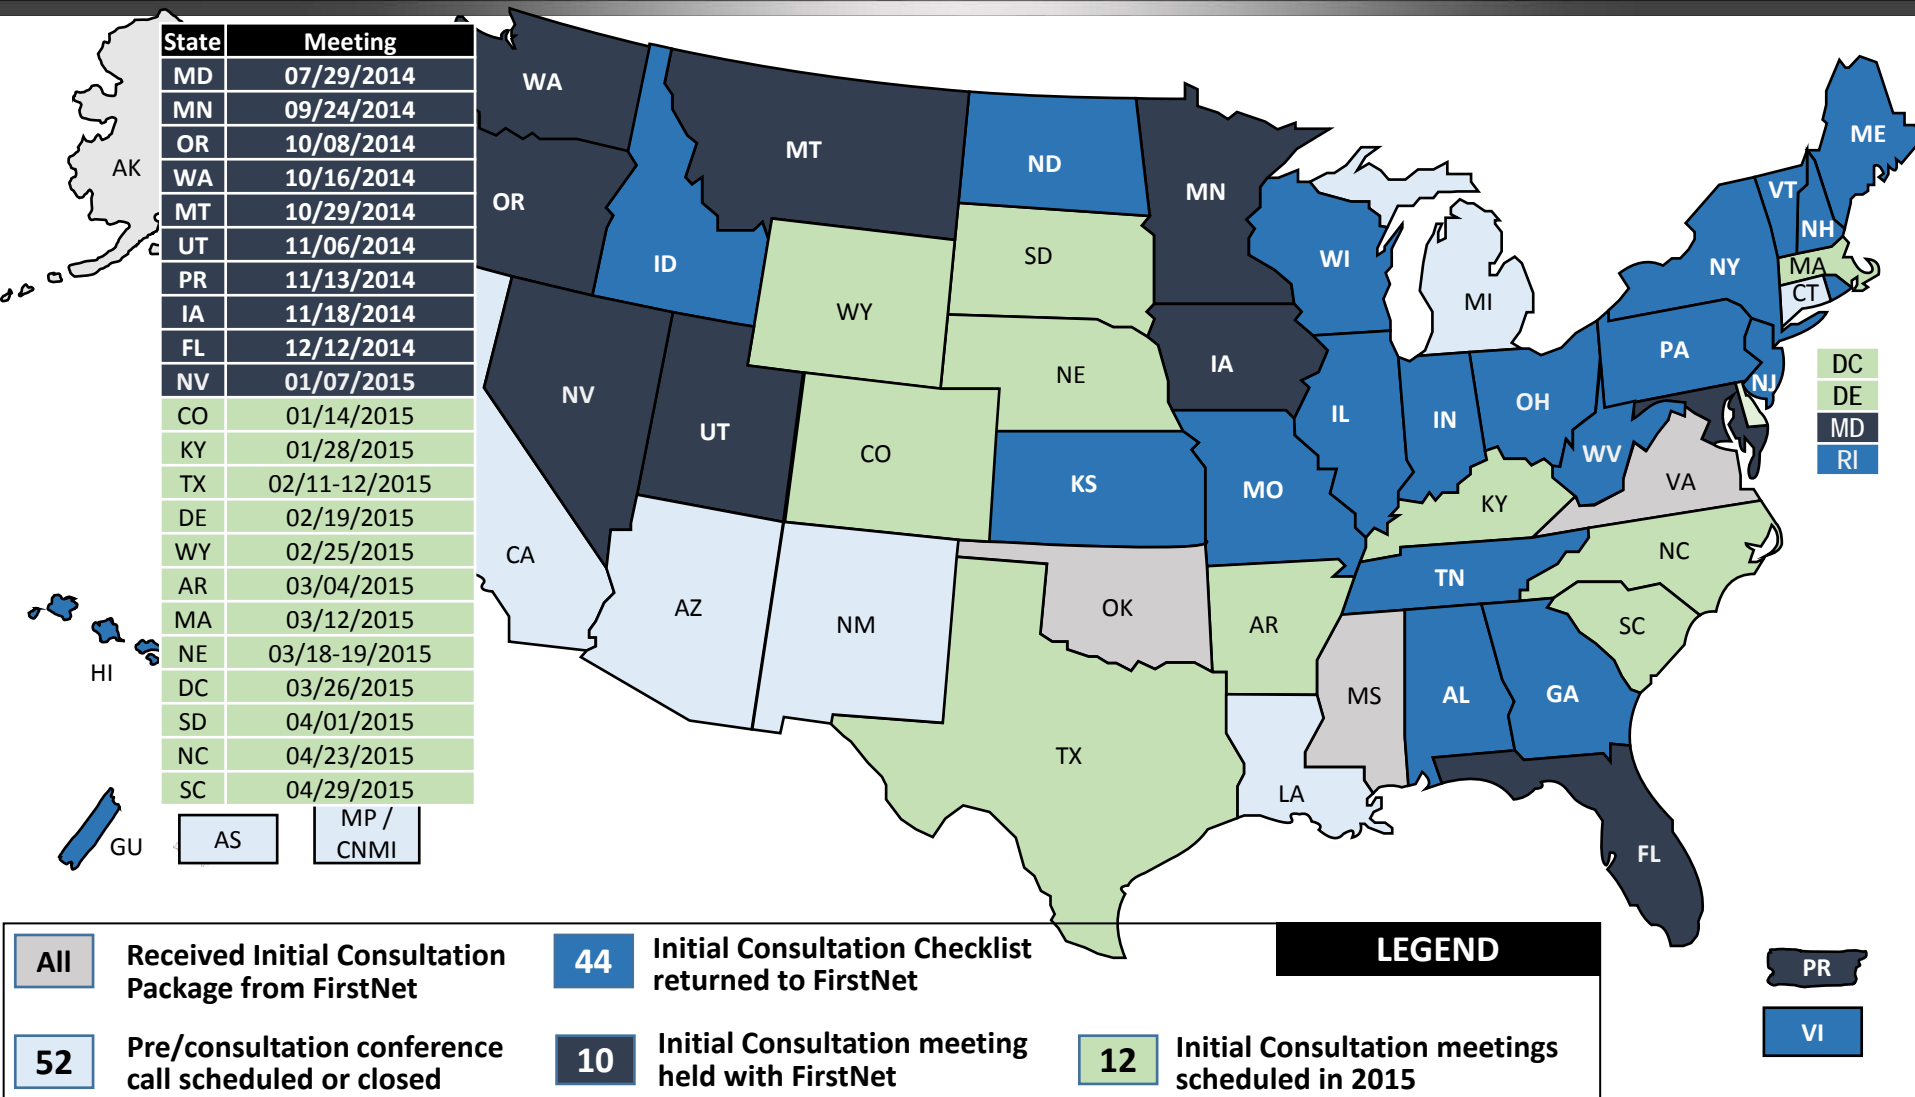 State Meeting
MD 07/29/2014
MN 09/24/2014
OR 10/08/2014
WA 10/16/2014
MT 10/29/2014
UT 11/06/2014
PR 11/13/2014
IA 11/18/2014
FL 12/12/2014
NV 01/07/2015
CO 01/14/2015
KY 01/28/2015
TX 02/11-12/2015
DE 02/19/2015
WY 02/25/2015
AR 03/04/2015
MA 03/12/2015
NE 03/18-19/2015
DC 03/26/2015
SD 04/01/2015
NC 04/23/2015
SC 04/29/2015
AK
HI
GU
AS
MP /
CNMI
WA
OR
CA
ID
NV
MT
WY
UT
AZ
CO
NM
ND
SD
NE
KS
OK
TX
MN
IA
MO
AR
LA
WI
IL
MI
IN
OH
KY
TN
MS
AL
GA
FL
SC
NC
VA
WV
PA
NY
NJ
VT
NH
ME
MA
CT
DC
DE
MD
RI
PR
VI
LEGEND
All Received Initial Consultation
Package from FirstNet
44 Initial Consultation Checklist
returned to FirstNet
52 Pre/consultation conference
call scheduled or closed
10 Initial Consultation meeting
held with FirstNet
12 Initial Consultation meetings
scheduled in 2015